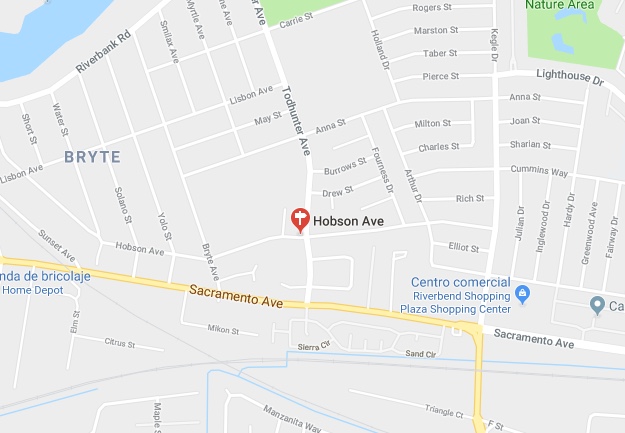 Nature Area
Rogers St
Carrie St
Marston St
Holland Dr
Kegle Dr
Taber St
Smilax Ave
Riverbank Rd
Pierce St
Lighthouse Dr
Lisbon Ave
Todhunter Ave
Anna St
Water St
Short St
May St
Anna St
Milton St
Joan St
Charles St
Sharlan St
BRYTE
Burrows St
Fourness Dr
Cummins Way
Lisbon Ave
Arthur Dr
Drew St
Rich St
Solano St
Yolo St
Hobson Ave
Julian Dr
Inglewood Dr
Hardy Dr
Greenwood Ave
Fairway Dr
Sunset Ave
Hobson Ave
Bryte Ave
Elliot St
nda de bricolaje
Home Depot
Centro comercial
Riverbend Shopping
Plaza Shopping Center
Sacramento Ave
Ca
Elm St
Mikon St
Citrus St
Sierra Cir
Sand Cir
Sacramento Ave
Maple S
Manzanita Way
Triangle Ct
F St